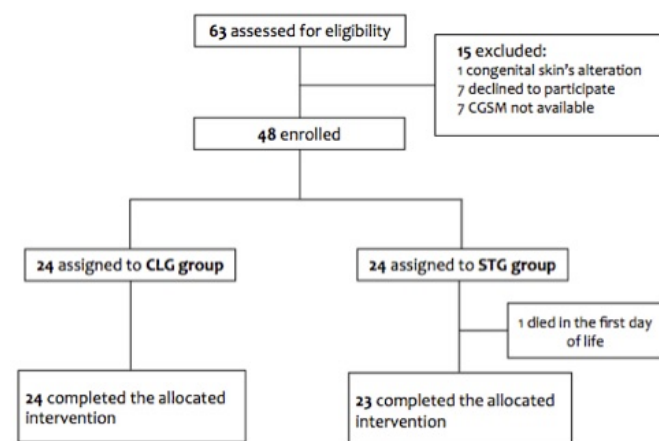 63 assessed for eligibility
15 excluded:
1 congenital skin's alteration
7 declined to participate
7 CGSM not available
48 enrolled
24 assigned to CLG group
24 assigned to STG group
1 died in the first day
of life
24 completed the allocated
intervention
23 completed the allocated
intervention